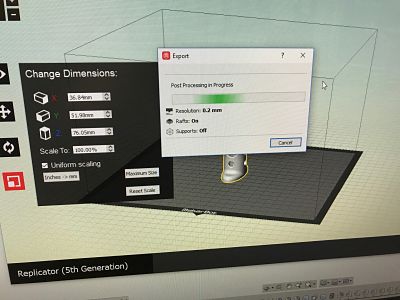 Export
Post Processing in Progress
Resolution: 0.2 mm
Rafts: On
Supports: Off
Cancel
Change Dimensions:
X: 36.84mm
Y: 51.98mm
Z: 76.05mm
Scale To: 100.00%
Uniform scaling
Inches -> mm
Maximum Size
Reset Scale
Replicator (5th Generation)